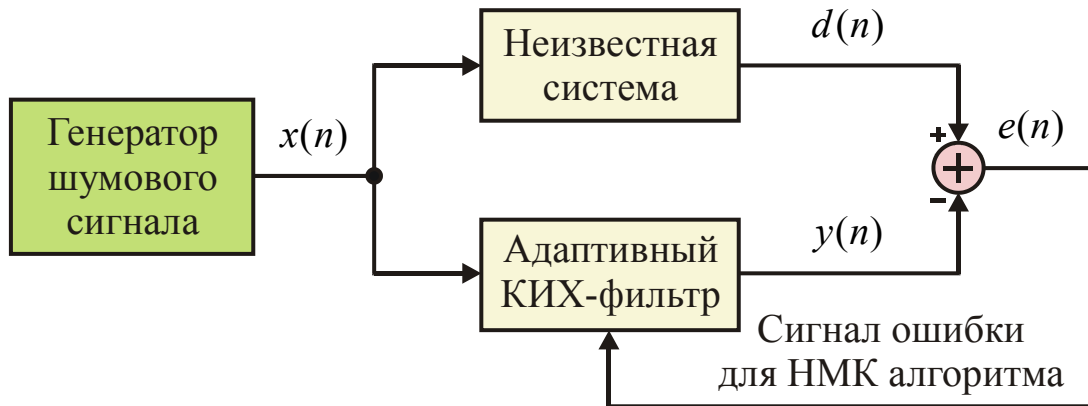 Неизвестная
система
d(n)
Генератор
шумового
сигнала
x(n)
+
e(n)
+
-
Адаптивный
КИХ-фильтр
y(n)
Сигнал ошибки
для НМК алгоритма